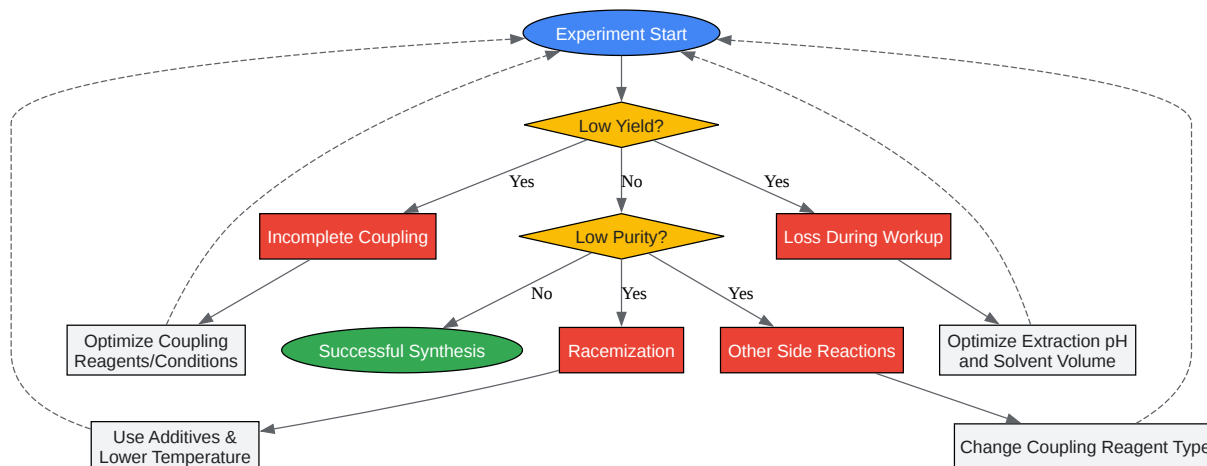 Experiment Start
Low Yield?
Yes
No
Yes
Incomplete Coupling
Low Purity?
Loss During Workup
No
Yes
Yes
Optimize Coupling
Reagents/Conditions
Successful Synthesis
Racemization
Other Side Reactions
Optimize Extraction pH
and Solvent Volume
Use Additives &
Lower Temperature
Change Coupling Reagent Type